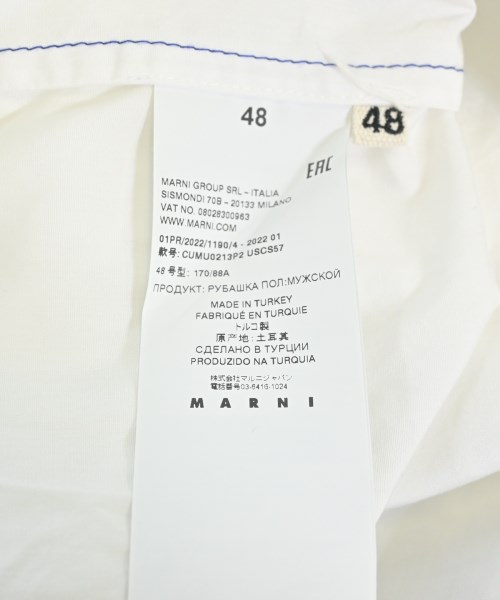 48
48
EAC
MARNI GROUP SRL - ITALIA
SISMONDI 70B - 20133 MILANO
VAT NO. 08028300963
WWW.MARNI.COM
01PR/2022/1190/4 - 2022 01
款号: CUMU0213P2 USCS57
48 号型: 170/88A
ПРОДУКТ: РУБАШКА ПОЛ:МУЖСКОЙ
MADE IN TURKEY
FABRIQUÉ EN TURQUIE
トルコ製
原产地: 土耳其
СДЕЛАНО В ТУРЦИИ
PRODUZIDO NA TURQUIA
株式会社マルニジャパン
電話番号03-6416-1024
MARNI